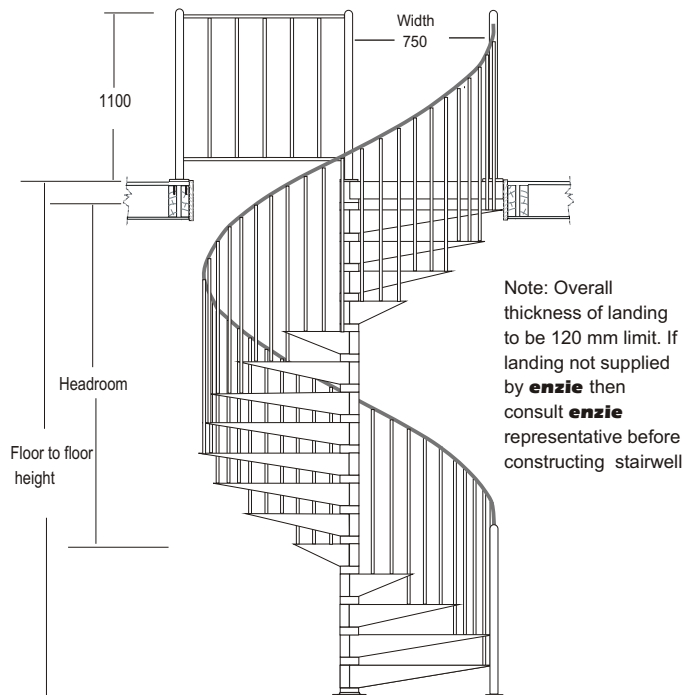 Width
750
1100
Note: Overall
thickness of landing
to be 120 mm limit. If
landing not supplied
by enzie then
consult enzie
representative before
constructing stairwell
Headroom
Floor to floor
height